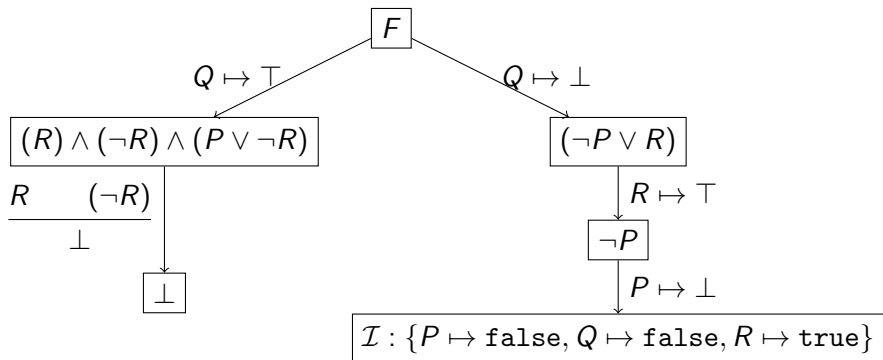 F
Q ↦ ⊤
Q ↦ ⊥
(R) ∧ (¬R) ∧ (P ∨ ¬R)
(¬P ∨ R)
R (¬R)
⊥
R ↦ ⊤
¬P
⊥
P ↦ ⊥
I : {P ↦ false, Q ↦ false, R ↦ true}